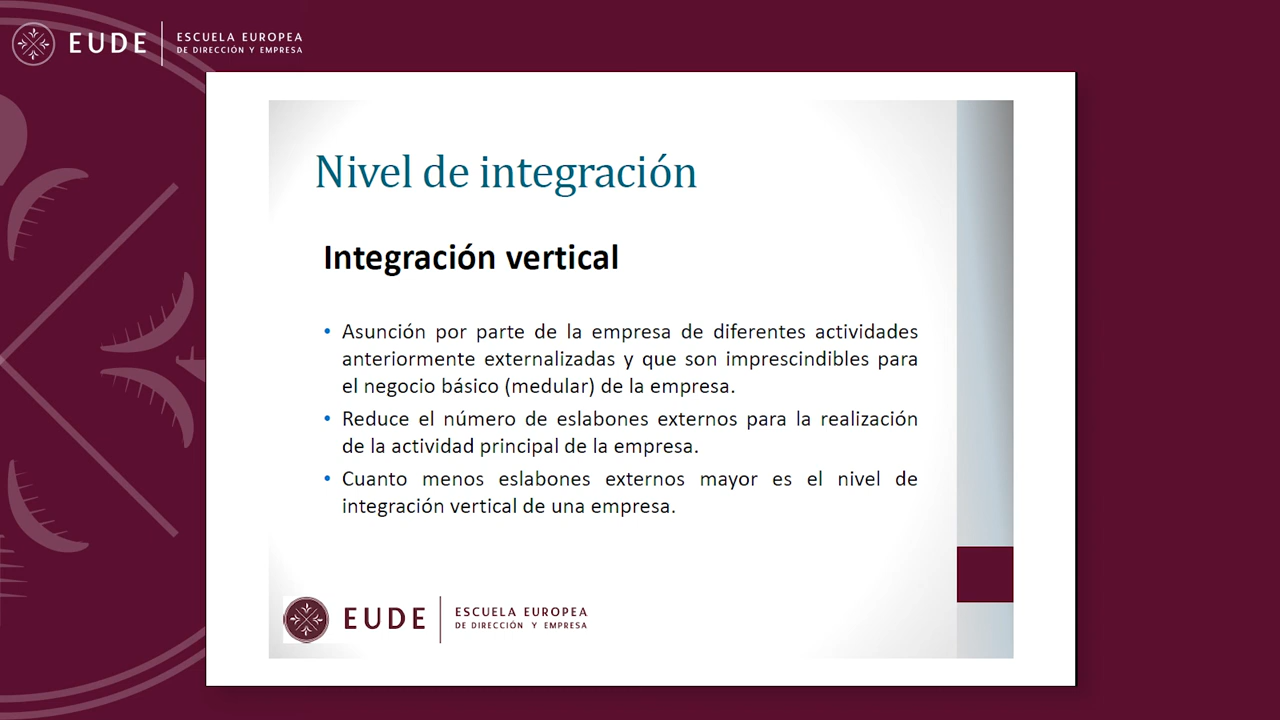 EUDE
ESCUELA EUROPEA
DE DIRECCIÓN Y EMPRESA
Nivel de integración
Integración vertical
• Asunción por parte de la empresa de diferentes actividades
anteriormente externalizadas y que son imprescindibles para
el negocio básico (medular) de la empresa.
• Reduce el número de eslabones externos para la realización
de la actividad principal de la empresa.
• Cuanto menos eslabones externos mayor es el nivel de
integración vertical de una empresa.
EUDE
ESCUELA EUROPEA
DE DIRECCIÓN Y EMPRESA